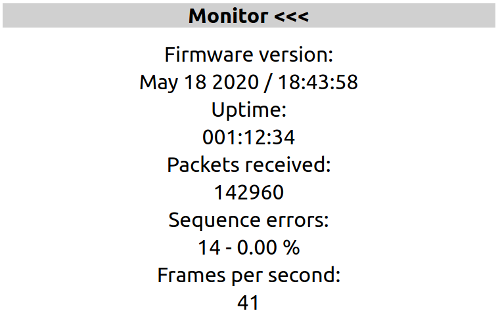 Monitor <<<
Firmware version:
May 18 2020 / 18:43:58
Uptime:
001:12:34
Packets received:
142960
Sequence errors:
14 - 0.00 %
Frames per second:
41